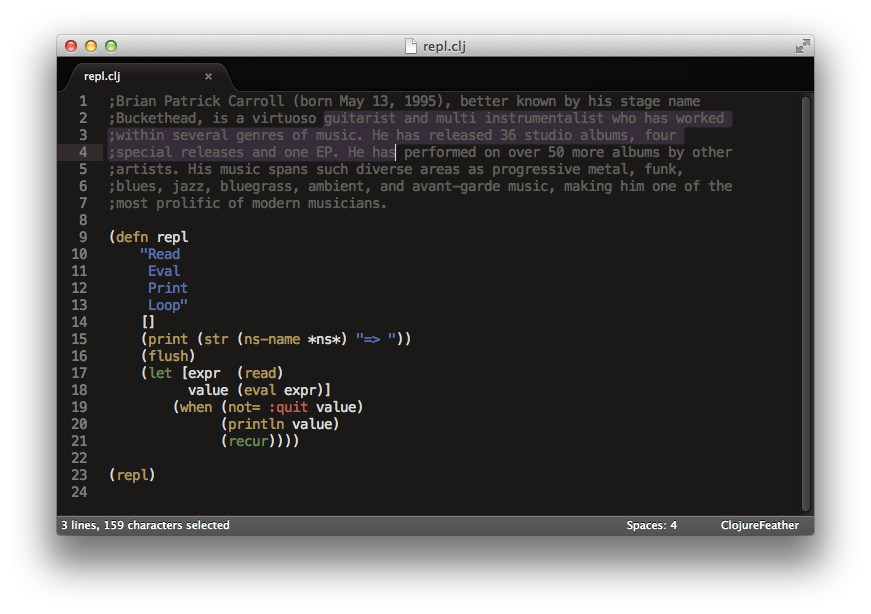 repl.clj
repl.clj ×
1 ;Brian Patrick Carroll (born May 13, 1995), better known by his stage name
2 ;Buckethead, is a virtuoso guitarist and multi instrumentalist who has worked
3 ;within several genres of music. He has released 36 studio albums, four
4 ;special releases and one EP. He has performed on over 50 more albums by other
5 ;artists. His music spans such diverse areas as progressive metal, funk,
6 ;blues, jazz, bluegrass, ambient, and avant-garde music, making him one of the
7 ;most prolific of modern musicians.
8
9 (defn repl
10     "Read
11      Eval
12      Print
13      Loop"
14     []
15     (print (str (ns-name *ns*) "=> "))
16     (flush)
17     (let [expr  (read)
18           value (eval expr)]
19         (when (not= :quit value)
20               (println value)
21               (recur))))
22
23 (repl)
24
3 lines, 159 characters selected Spaces: 4 ClojureFeather